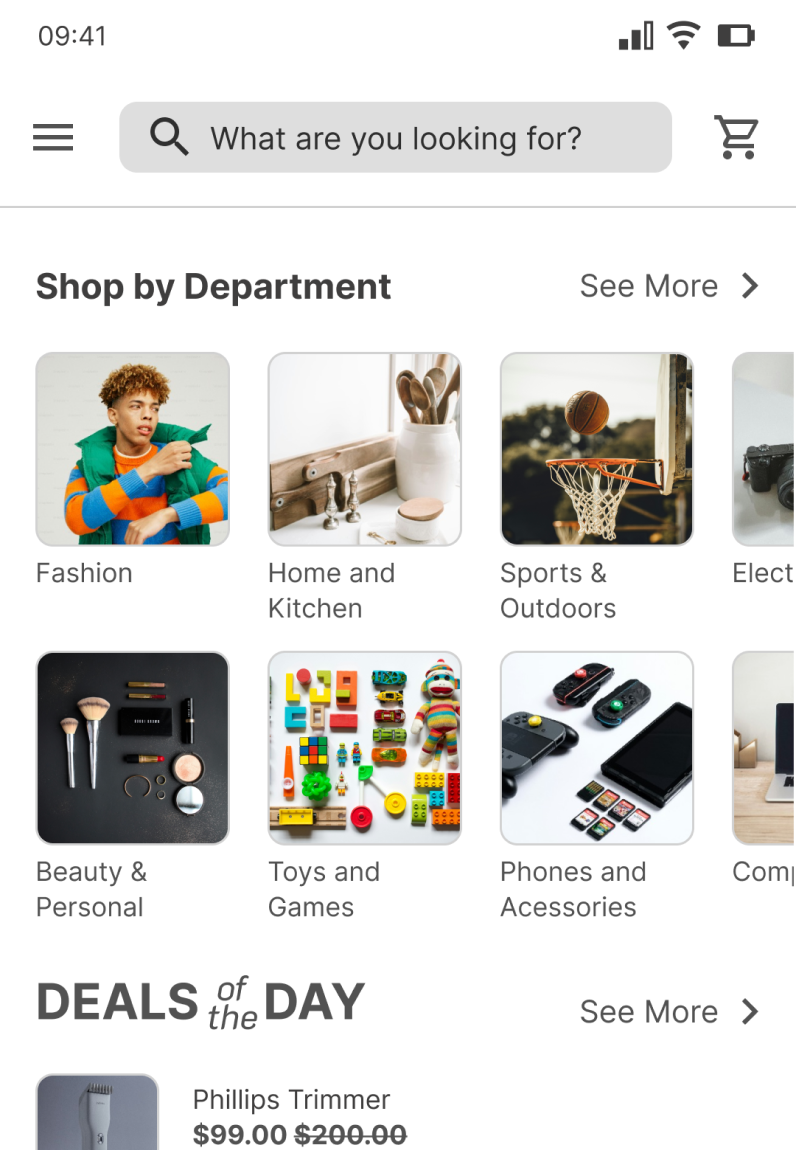 09:41
What are you looking for?
Shop by Department
See More
Fashion
Home and
Kitchen
Sports &
Outdoors
Elect
Beauty &
Personal
Toys and
Games
Phones and
Acessories
Com
DEALS of the DAY
See More
Phillips Trimmer
$99.00 $200.00